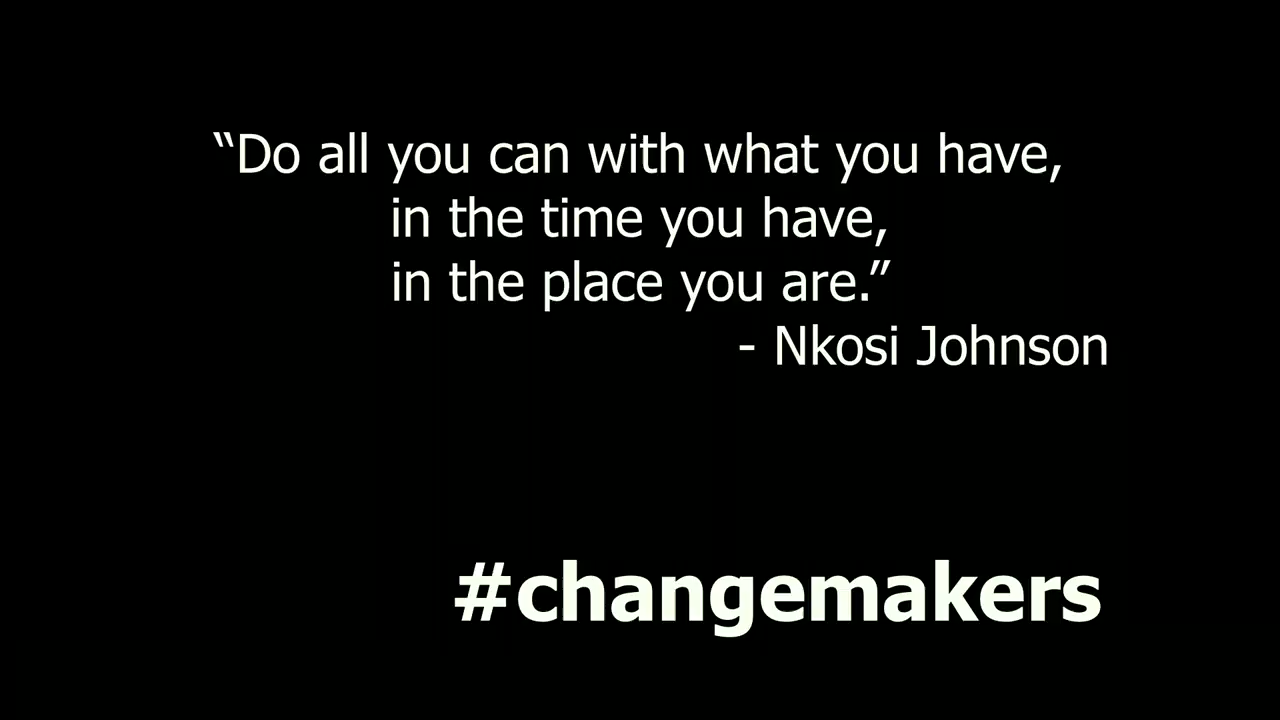 “Do all you can with what you have,
in the time you have,
in the place you are.”
- Nkosi Johnson
#changemakers